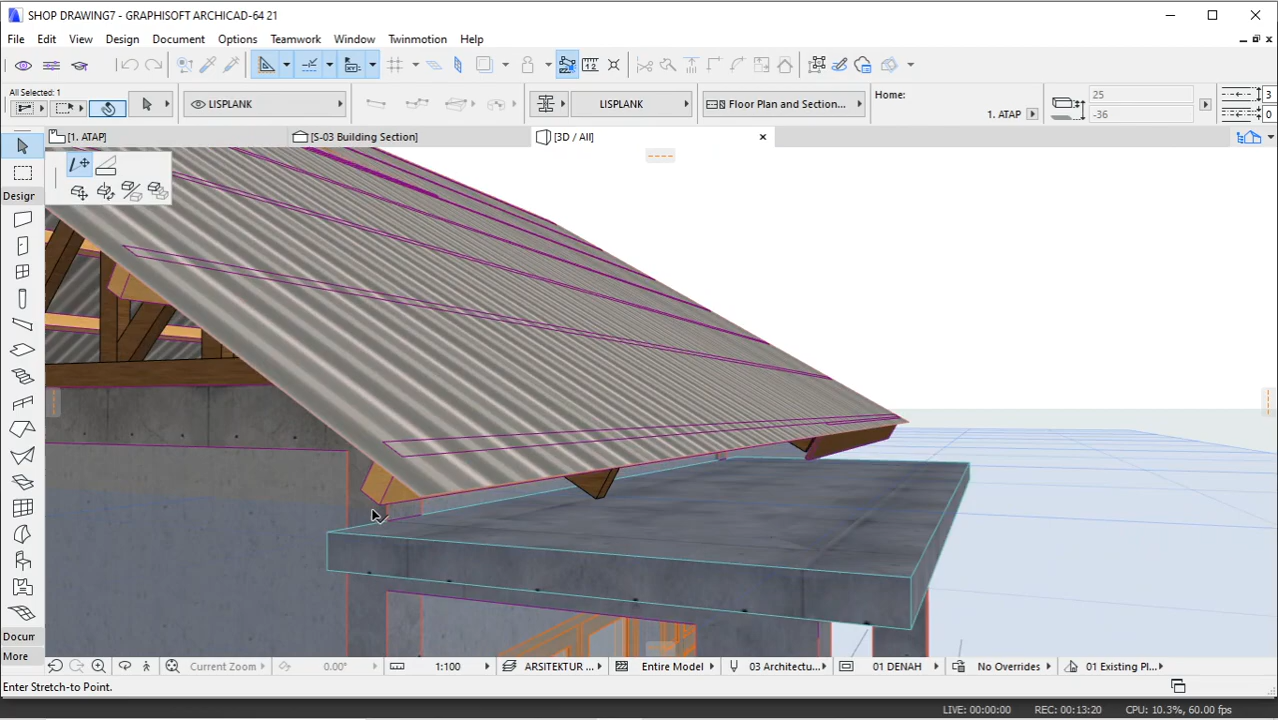 SHOP DRAWING7 - GRAPHISOFT ARCHICAD-64 21
File Edit View Design Document Options Teamwork Window Twinmotion Help
All Selected: 1
LISPLANK
LISPLANK
Floor Plan and Section...
Home:
1. ATAP
25
-36
3
0
[1. ATAP]
[S-03 Building Section]
[3D / All]
Design
Docum
More
Current Zoom
0.00°
1:100
ARSITEKTUR ...
Entire Model
03 Architectu...
01 DENAH
No Overrides
01 Existing Pl...
Enter Stretch-to Point.
LIVE: 00:00:00
REC: 00:13:20
CPU: 10.3%, 60.00 fps